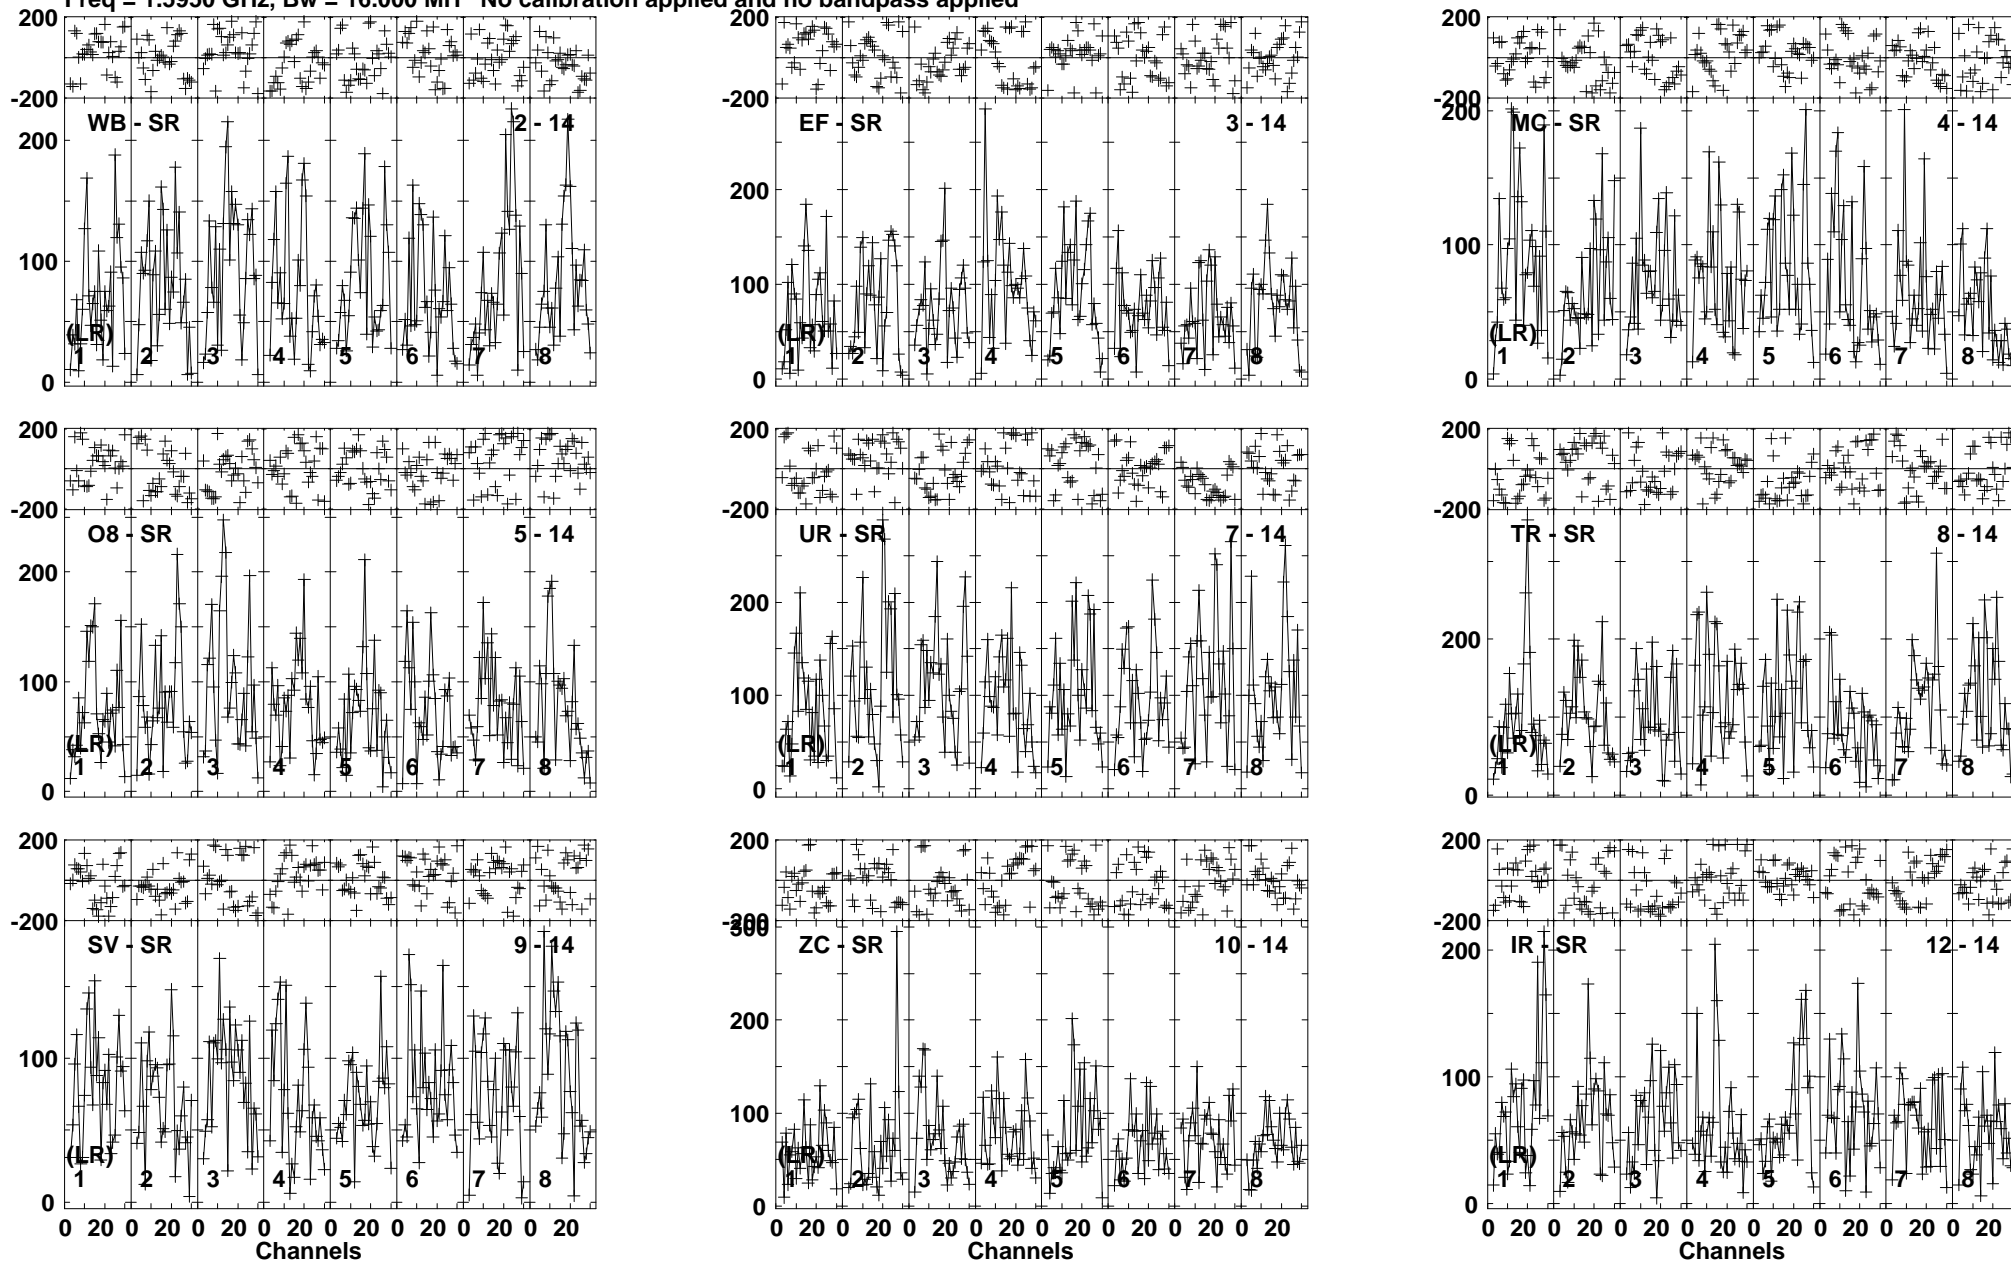 Freq = 1.5950 GHz, Bw = 16.000 MH No calibration applied and no bandpass applied
200 200 200
-200 -200 -200
WB - SR 2 - 14 EF - SR 3 - 14 MC - SR 4 - 14
200 200 200
100 100 100
(LR) (LR) (LR)
1 2 3 4 5 6 7 8 1 2 3 4 5 6 7 8 1 2 3 4 5 6 7 8
0 0 0
200 200 200
-200 -200 -200
O8 - SR 5 - 14 UR - SR 7 - 14 TR - SR 8 - 14
200 200 200
100 100
(LR) (LR) (LR)
1 2 3 4 5 6 7 8 1 2 3 4 5 6 7 8 1 2 3 4 5 6 7 8
0 0 0
200 200 200
-200 -200 -200
300
SV - SR 9 - 14 ZC - SR 10 - 14 IR - SR 12 - 14
200 200
100 100 100
(LR) (LR) (LR)
1 2 3 4 5 6 7 8 1 2 3 4 5 6 7 8 1 2 3 4 5 6 7 8
0 0 0
0 20 0 20 0 20 0 20 0 20 0 20 0 20 0 20 0 20 0 20 0 20 0 20 0 20 0 20 0 20 0 20 0 20 0 20 0 20 0 20 0 20 0 20 0 20 0 20
Channels Channels Channels